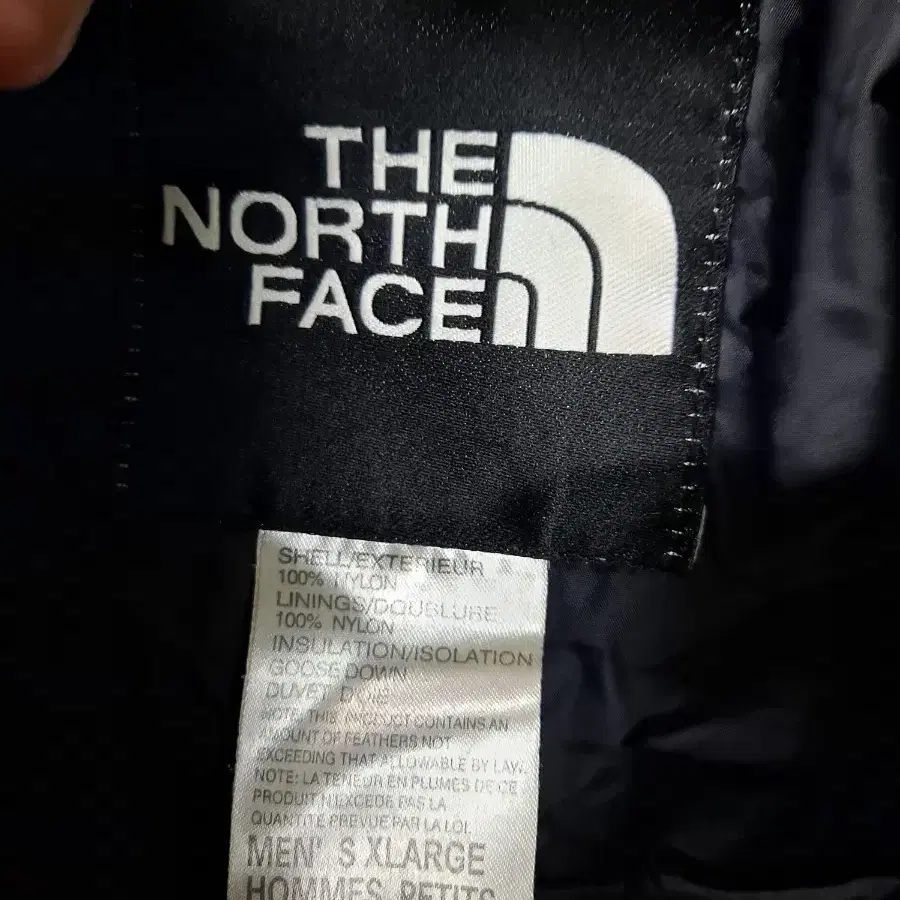 THE
NORTH
FACE
SHELL/EXTERIEUR
100% NYLON
LININGS/DOUBLURE
100% NYLON
INSULATION/ISOLATION
GOOSE DOWN
DUVET D'OIE
NOTE: THIS PRODUCT CONTAINS AN
AMOUNT OF FEATHERS NOT
EXCEEDING THAT ALLOWABLE BY LAW.
NOTE: LA TENEUR EN PLUMES DE CE
PRODUIT N'EXCEDE PAS LA
QUANTITE PREVUE PAR LA LOI.
MEN' S XLARGE
HOMMES PETITS